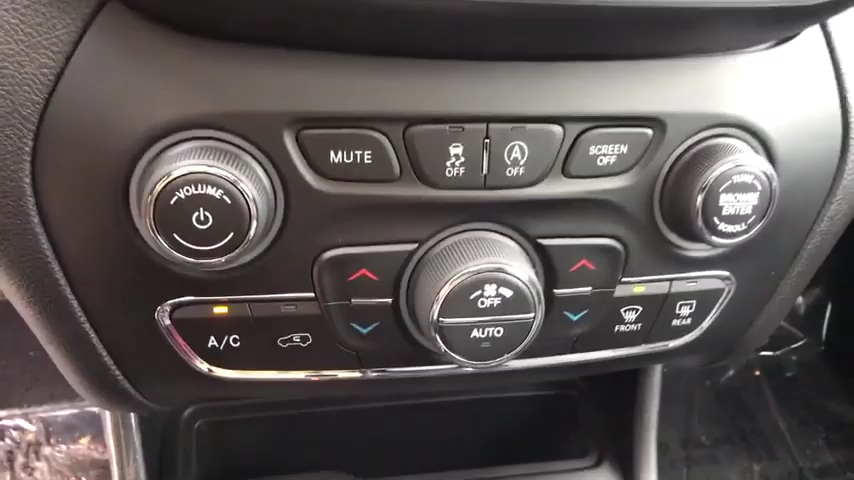 VOLUME
MUTE
OFF
A
OFF
SCREEN
OFF
TUNE
BROWSE
ENTER
SCROLL
OFF
AUTO
A/C
FRONT
REAR